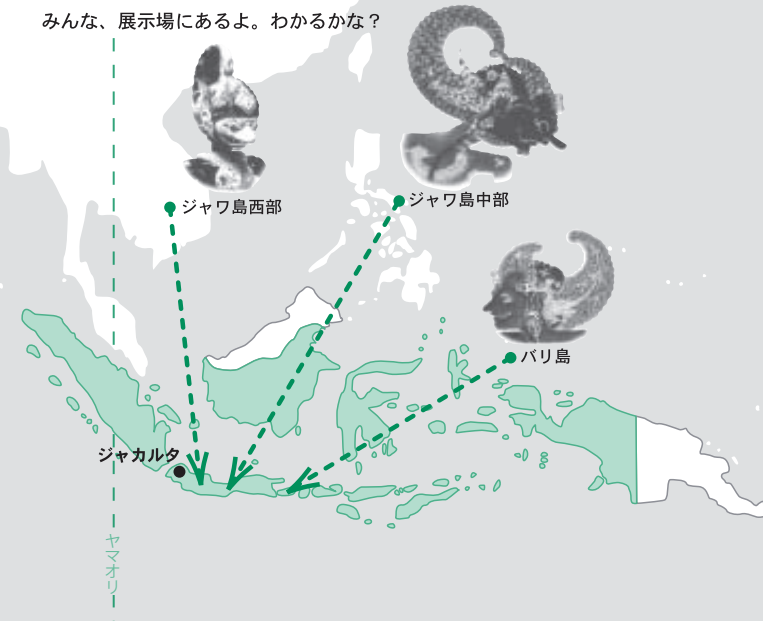 みんな、展示場にあるよ。わかるかな？
ジャワ島西部
ジャワ島中部
バリ島
ジャカルタ
ヤマオリ